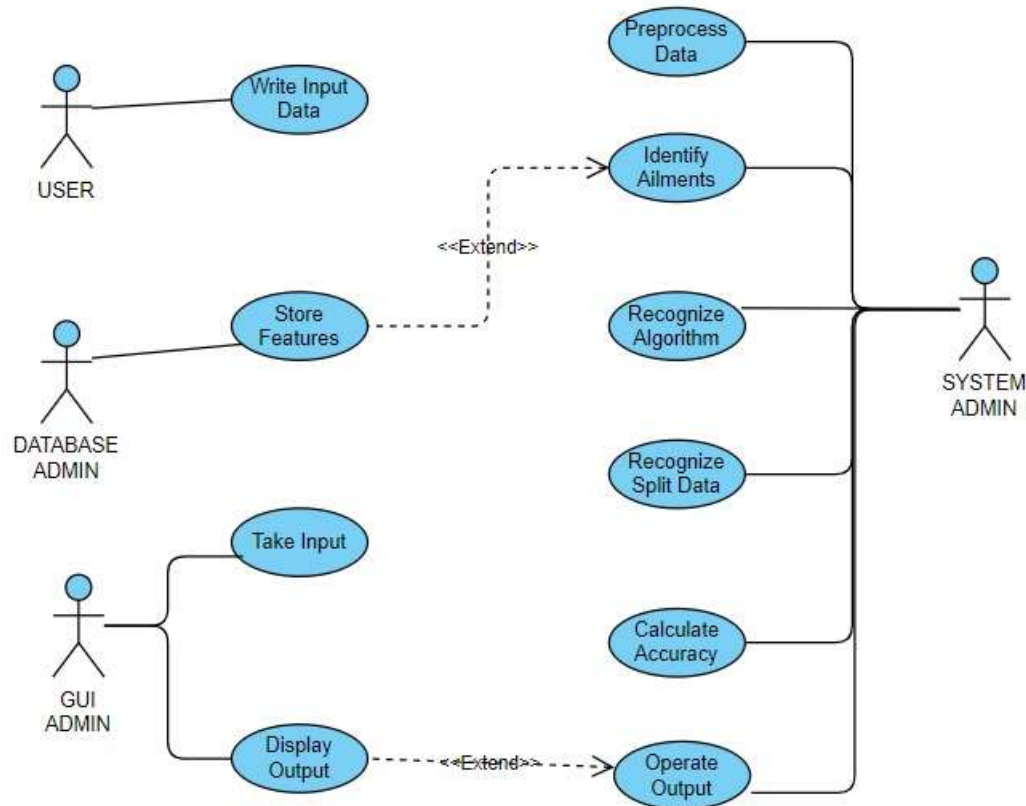 Preprocess
Data
Write Input
Data
USER
Identify
Ailments
<<Extend>>
Store
Features
DATABASE
ADMIN
Recognize
Algorithm
SYSTEM
ADMIN
Recognize
Split Data
Take Input
GUI
ADMIN
Calculate
Accuracy
Display
Output
<<Extend>>
Operate
Output